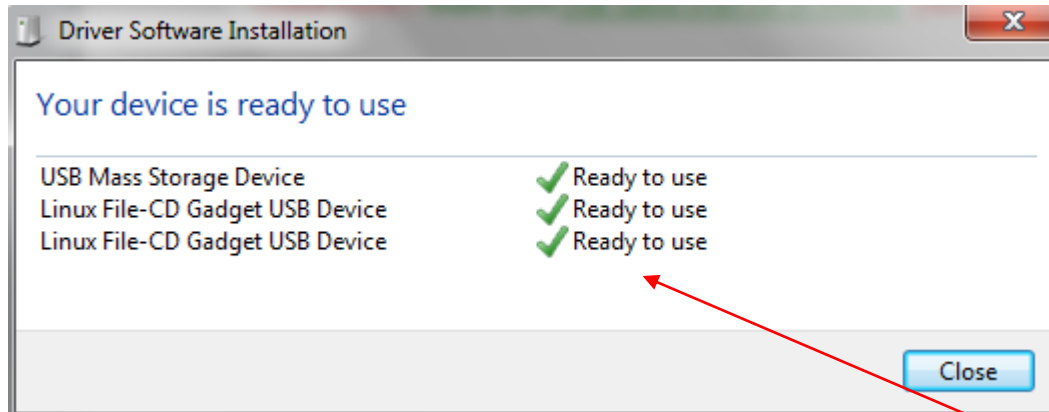 Driver Software Installation
Your device is ready to use
USB Mass Storage Device Ready to use
Linux File-CD Gadget USB Device Ready to use
Linux File-CD Gadget USB Device Ready to use
Close